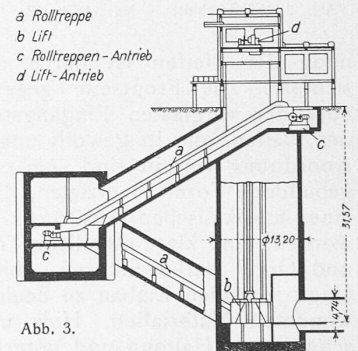 a Rolltreppe
b Lift
c Rolltreppen-Antrieb
d Lift-Antrieb
d
a
c
31,57
c
ϕ13,20
a
b
4,74
Abb. 3.